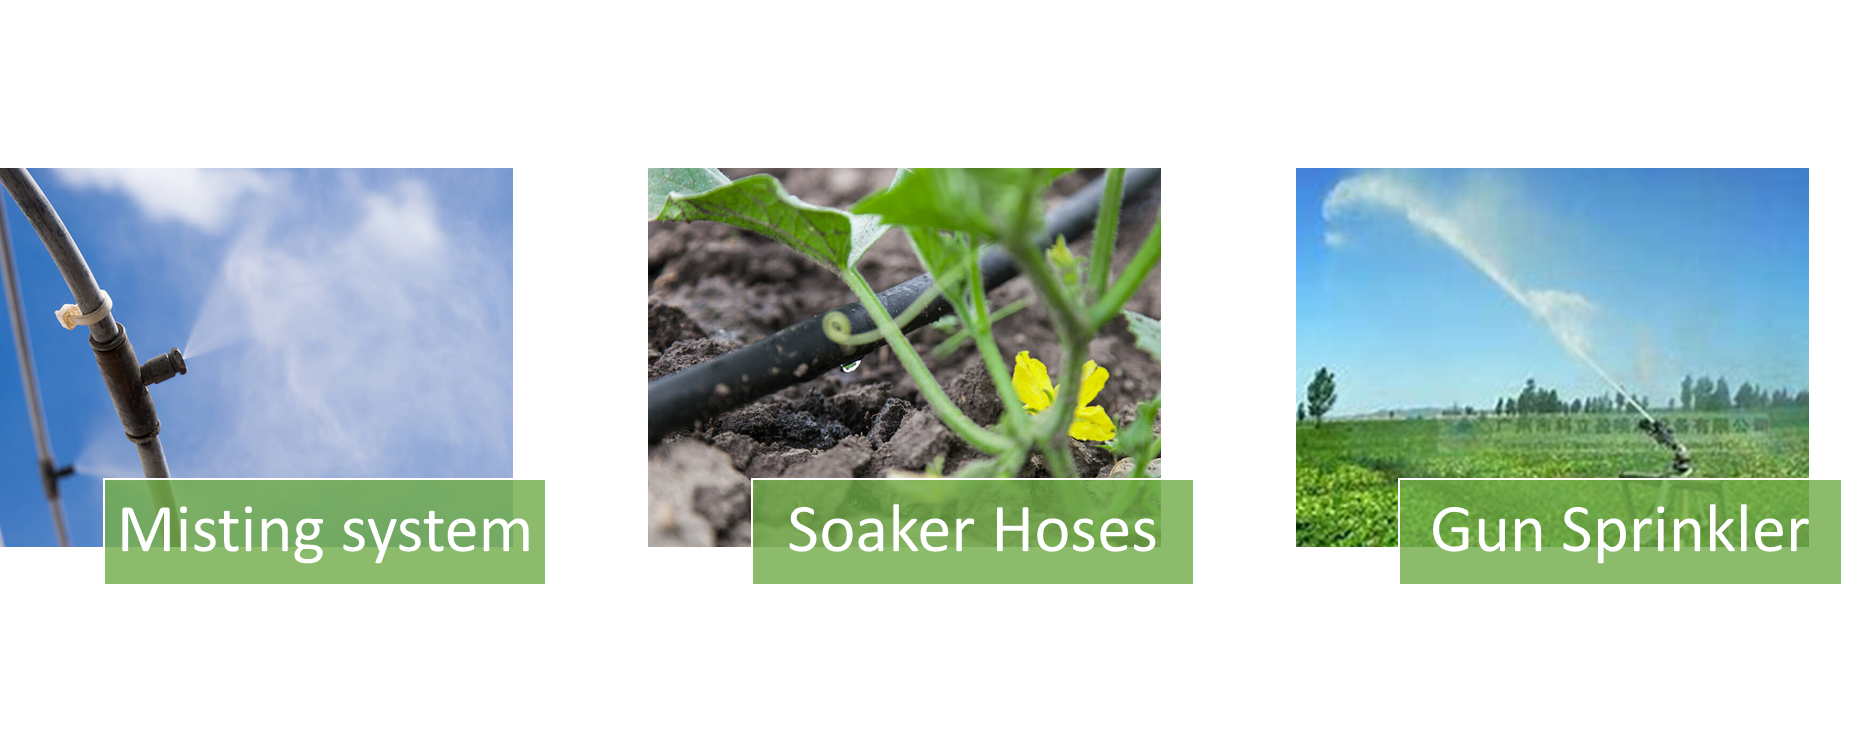 Misting system
Soaker Hoses
Gun Sprinkler